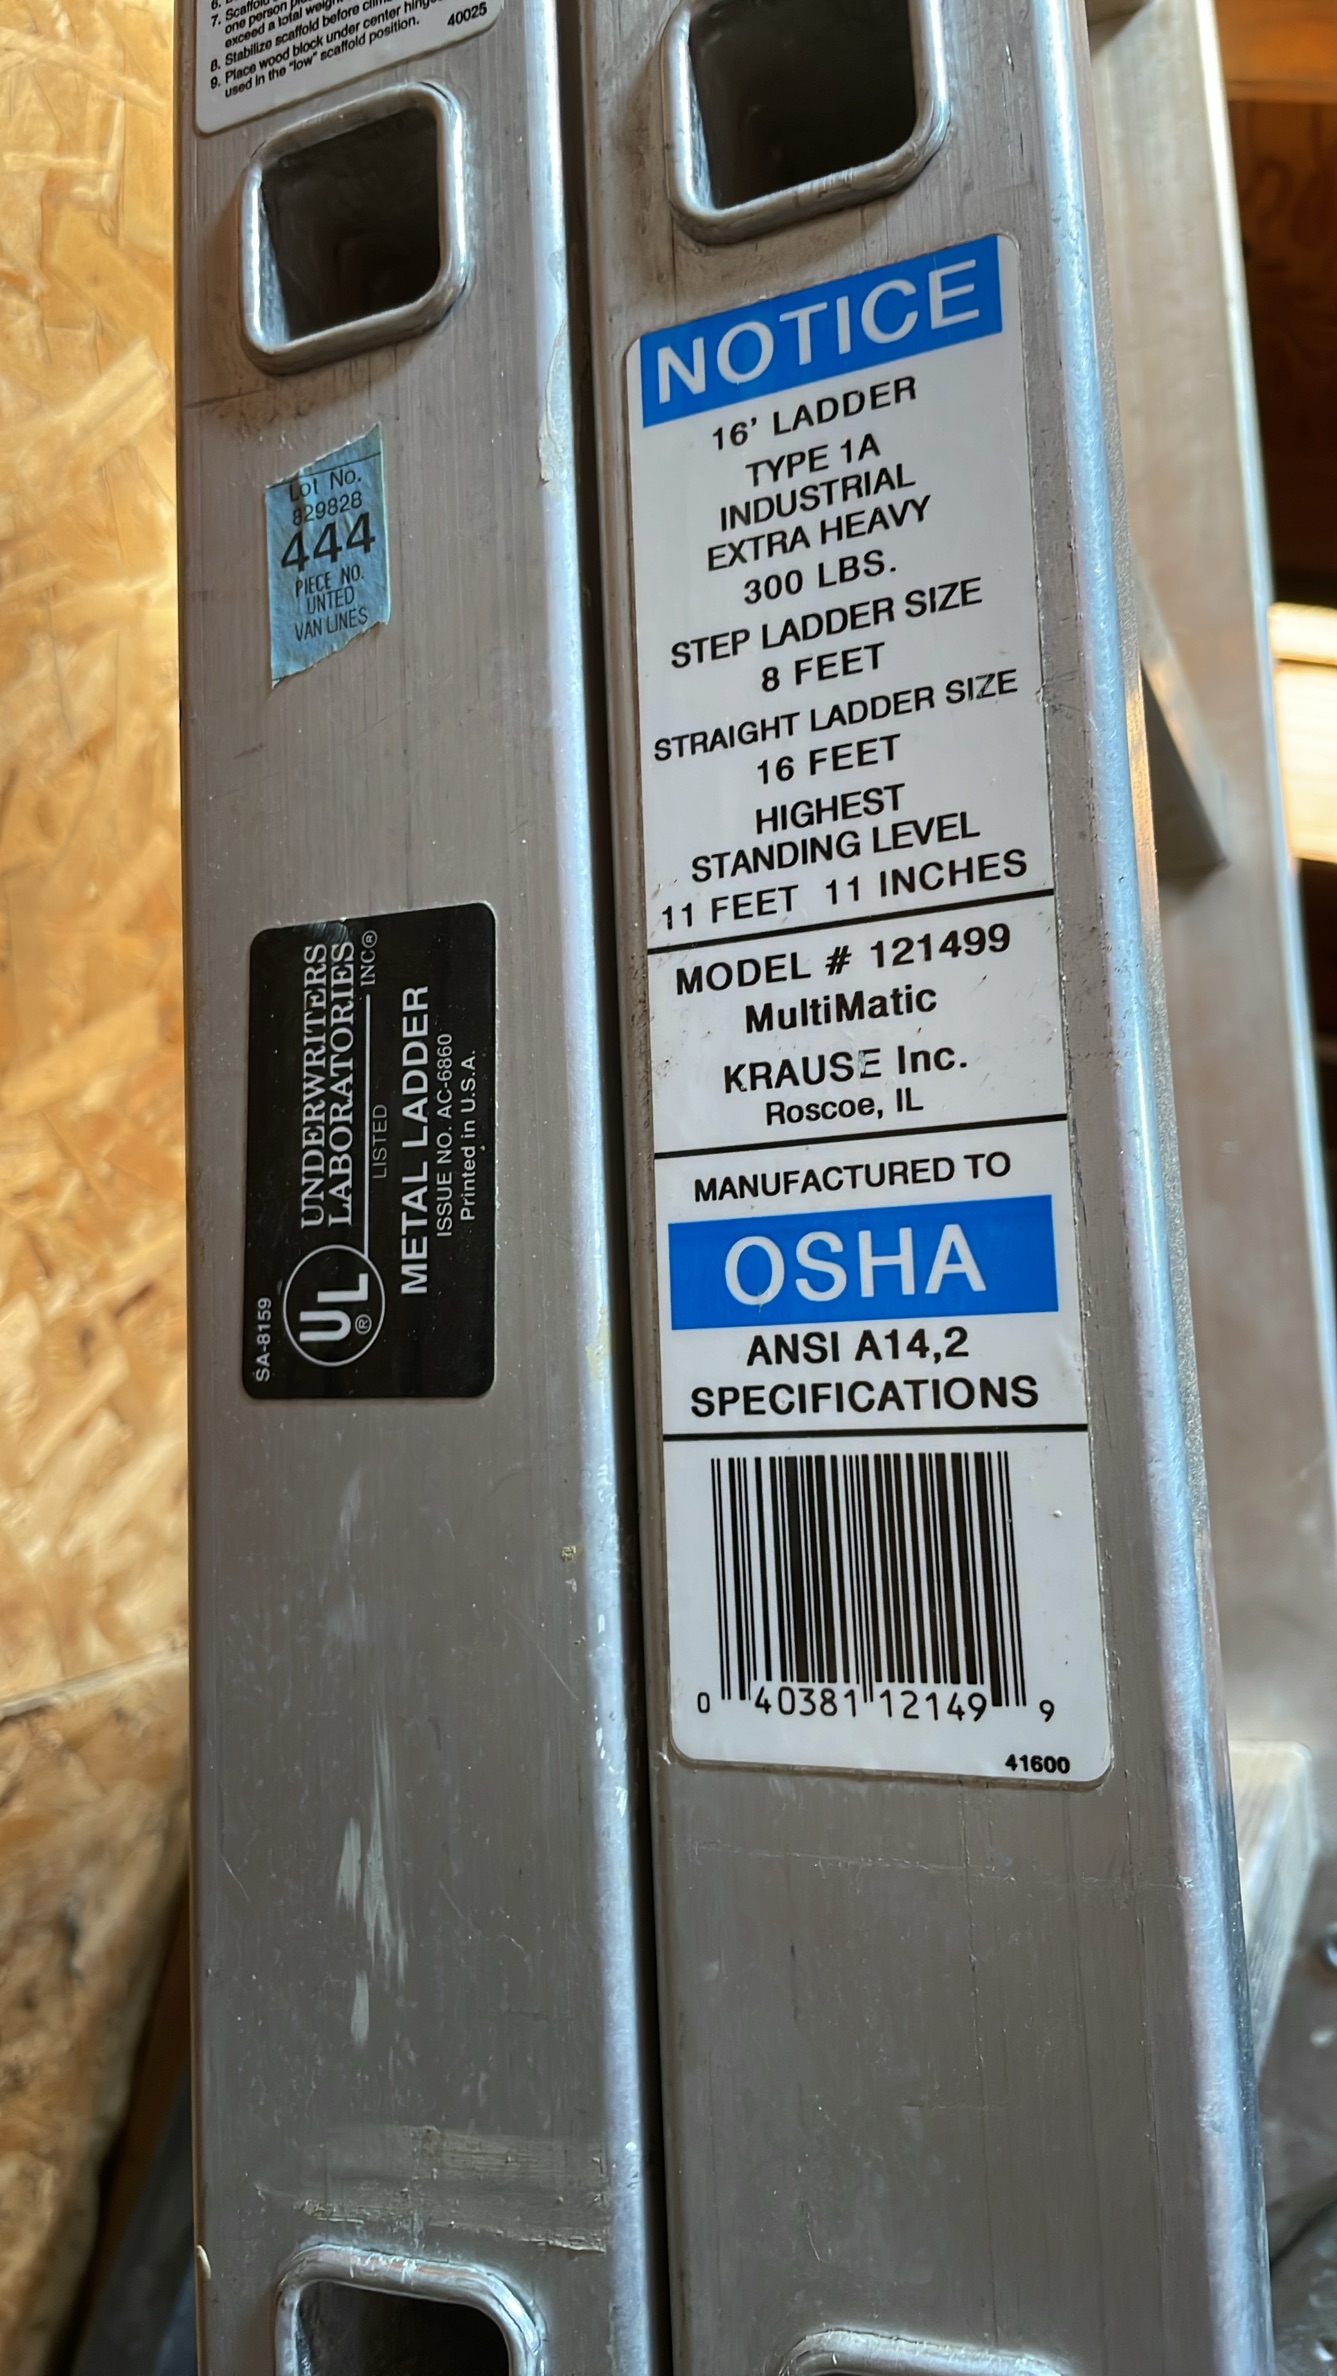 7. Scaffold
one person
exceed a total weight
8. Stabilize scaffold before
9. Place wood block under center hinge
used in the "low" scaffold position.
40025
Lot No.
829828
444
PIECE NO.
UNTED
VAN LINES
UNDERWRITERS
LABORATORIES
INC®
LISTED
METAL LADDER
ISSUE NO. AC-6860
Printed in U.S.A.
SA-8159
UL®
NOTICE
16' LADDER
TYPE 1A
INDUSTRIAL
EXTRA HEAVY
300 LBS.
STEP LADDER SIZE
8 FEET
STRAIGHT LADDER SIZE
16 FEET
HIGHEST
STANDING LEVEL
11 FEET 11 INCHES
MODEL # 121499
MultiMatic
KRAUSE Inc.
Roscoe, IL
MANUFACTURED TO
OSHA
ANSI A14,2
SPECIFICATIONS
0 40381 12149 9
41600